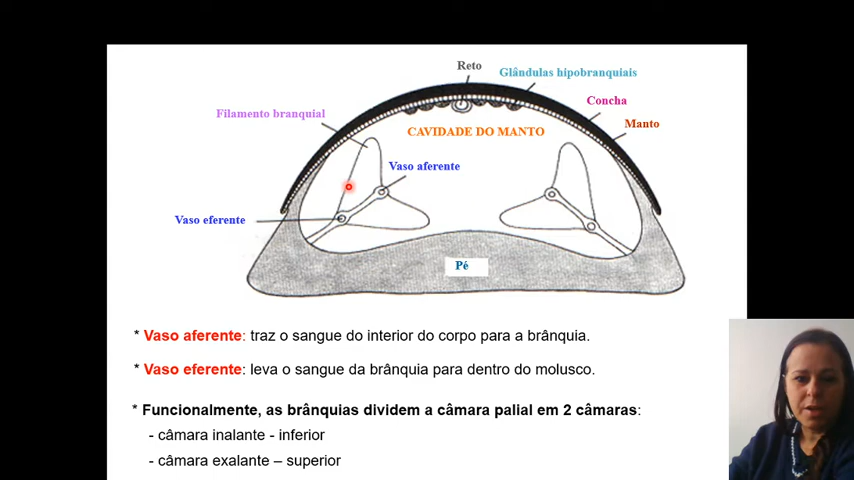 Reto
Glândulas hipobranquiais
Concha
Filamento branquial
Manto
CAVIDADE DO MANTO
Vaso aferente
Vaso eferente
Pé
* Vaso aferente: traz o sangue do interior do corpo para a brânquia.
* Vaso eferente: leva o sangue da brânquia para dentro do molusco.
* Funcionalmente, as brânquias dividem a câmara palial em 2 câmaras:
- câmara inalante - inferior
- câmara exalante – superior